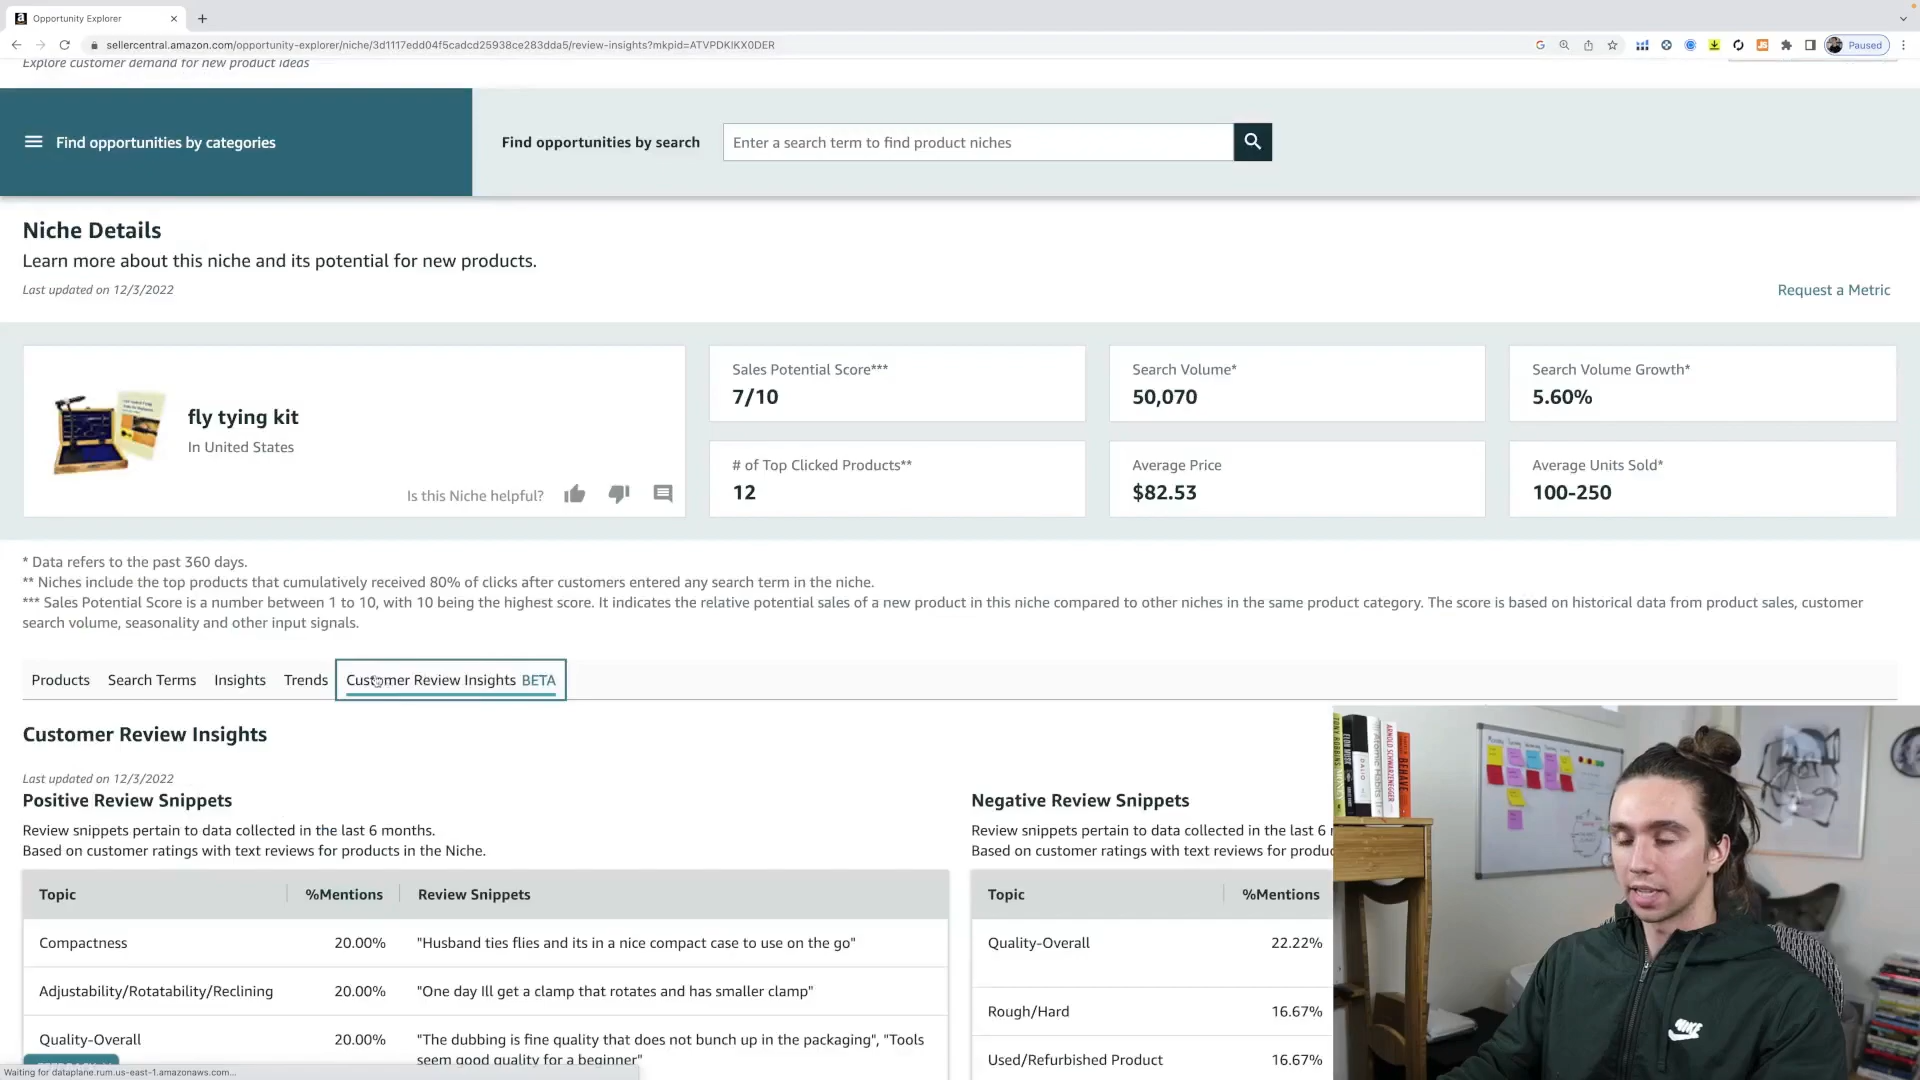 Opportunity Explorer
sellercentral.amazon.com/opportunity-explorer/niche/3d1117edd04f5cadcd25938ce283dda5/review-insights?mkpid=ATVPDKIKX0DER
Paused
Explore customer demand for new product ideas
Find opportunities by categories
Find opportunities by search
Enter a search term to find product niches
Niche Details
Learn more about this niche and its potential for new products.
Last updated on 12/3/2022
Request a Metric
fly tying kit
In United States
Is this Niche helpful?
Sales Potential Score***
7/10
Search Volume*
50,070
Search Volume Growth*
5.60%
# of Top Clicked Products**
12
Average Price
$82.53
Average Units Sold*
100-250
* Data refers to the past 360 days.
** Niches include the top products that cumulatively received 80% of clicks after customers entered any search term in the niche.
*** Sales Potential Score is a number between 1 to 10, with 10 being the highest score. It indicates the relative potential sales of a new product in this niche compared to other niches in the same product category. The score is based on historical data from product sales, customer
search volume, seasonality and other input signals.
Products Search Terms Insights Trends Customer Review Insights BETA
Customer Review Insights
Last updated on 12/3/2022
Positive Review Snippets
Review snippets pertain to data collected in the last 6 months.
Based on customer ratings with text reviews for products in the Niche.
Topic %Mentions Review Snippets
Compactness 20.00% "Husband ties flies and its in a nice compact case to use on the go"
Adjustability/Rotatability/Reclining 20.00% "One day Ill get a clamp that rotates and has smaller clamp"
Quality-Overall 20.00% "The dubbing is fine quality that does not bunch up in the packaging", "Tools
seem good quality for a beginner"
Negative Review Snippets
Review snippets pertain to data collected in the last 6
Based on customer ratings with text reviews for
Topic %Mentions
Quality-Overall 22.22%
Rough/Hard 16.67%
Used/Refurbished Product 16.67%
Waiting for dataplane.rum.us-east-1.amazonaws.com...
TONY ROBBINS
ELON MUSK
DALIO
Atomic Habits
ARNOLD SCHWARZENEGGER
BEHAVE
NIKE